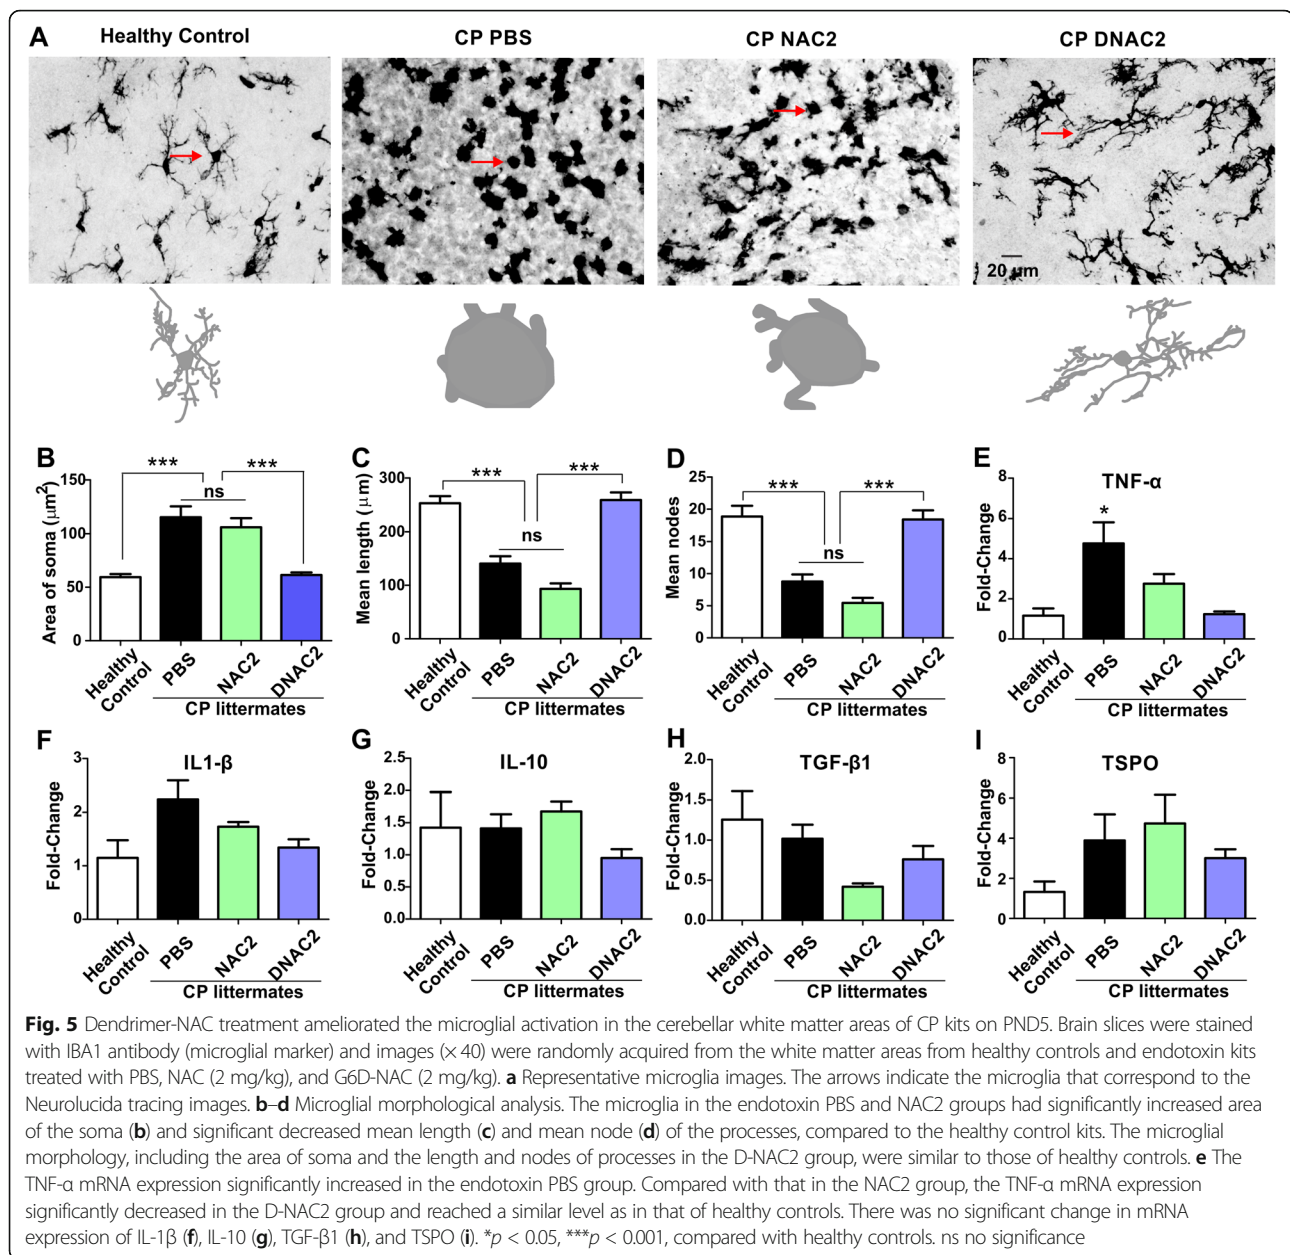 A
Healthy Control
CP PBS
CP NAC2
CP DNAC2
20 µm
B
Area of soma (µm²)
150
100
50
0
***
***
ns
Healthy Control
PBS
NAC2
DNAC2
CP littermates
C
Mean length (µm)
300
200
100
0
***
***
ns
Healthy Control
PBS
NAC2
DNAC2
CP littermates
D
Mean nodes
25
20
15
10
5
0
***
***
ns
Healthy Control
PBS
NAC2
DNAC2
CP littermates
E
TNF-α
Fold-Change
8
6
4
2
0
*
Healthy Control
PBS
NAC2
DNAC2
CP littermates
F
IL1-β
Fold-Change
3
2
1
0
Healthy Control
PBS
NAC2
DNAC2
CP littermates
G
IL-10
Fold-Change
2.5
2.0
1.5
1.0
0.5
0.0
Healthy Control
PBS
NAC2
DNAC2
CP littermates
H
TGF-β1
Fold-Change
2.0
1.5
1.0
0.5
0.0
Healthy Control
PBS
NAC2
DNAC2
CP littermates
I
TSPO
Fold-Change
8
6
4
2
0
Healthy Control
PBS
NAC2
DNAC2
CP littermates
Fig. 5 Dendrimer-NAC treatment ameliorated the microglial activation in the cerebellar white matter areas of CP kits on PND5. Brain slices were stained
with IBA1 antibody (microglial marker) and images (× 40) were randomly acquired from the white matter areas from healthy controls and endotoxin kits
treated with PBS, NAC (2 mg/kg), and G6D-NAC (2 mg/kg). a Representative microglia images. The arrows indicate the microglia that correspond to the
Neurolucida tracing images. b–d Microglial morphological analysis. The microglia in the endotoxin PBS and NAC2 groups had significantly increased area
of the soma (b) and significant decreased mean length (c) and mean node (d) of the processes, compared to the healthy control kits. The microglial
morphology, including the area of soma and the length and nodes of processes in the D-NAC2 group, were similar to those of healthy controls. e The
TNF-α mRNA expression significantly increased in the endotoxin PBS group. Compared with that in the NAC2 group, the TNF-α mRNA expression
significantly decreased in the D-NAC2 group and reached a similar level as in that of healthy controls. There was no significant change in mRNA
expression of IL-1β (f), IL-10 (g), TGF-β1 (h), and TSPO (i). *p < 0.05, ***p < 0.001, compared with healthy controls. ns no significance